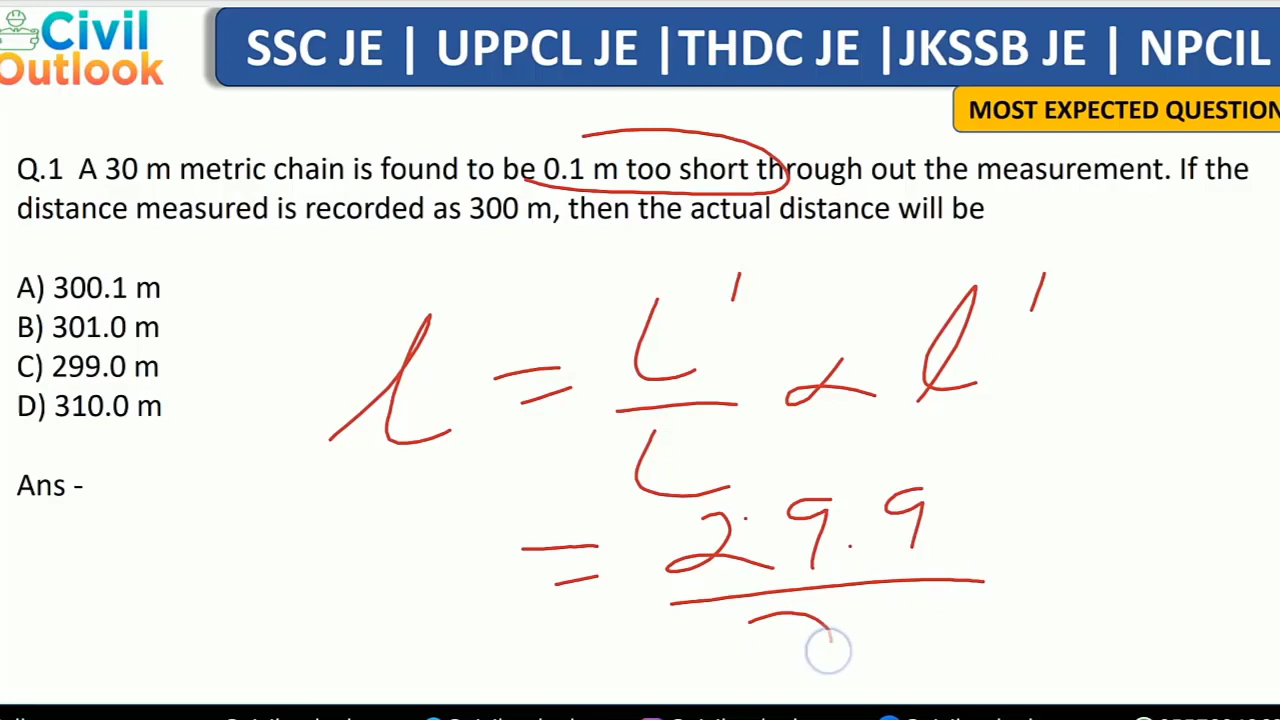 Civil
Outlook
SSC JE | UPPCL JE |THDC JE |JKSSB JE | NPCIL
MOST EXPECTED QUESTION
Q.1 A 30 m metric chain is found to be 0.1 m too short through out the measurement. If the
distance measured is recorded as 300 m, then the actual distance will be
A) 300.1 m
B) 301.0 m
C) 299.0 m
D) 310.0 m
l = L' / L × l'
Ans -
= 29.9